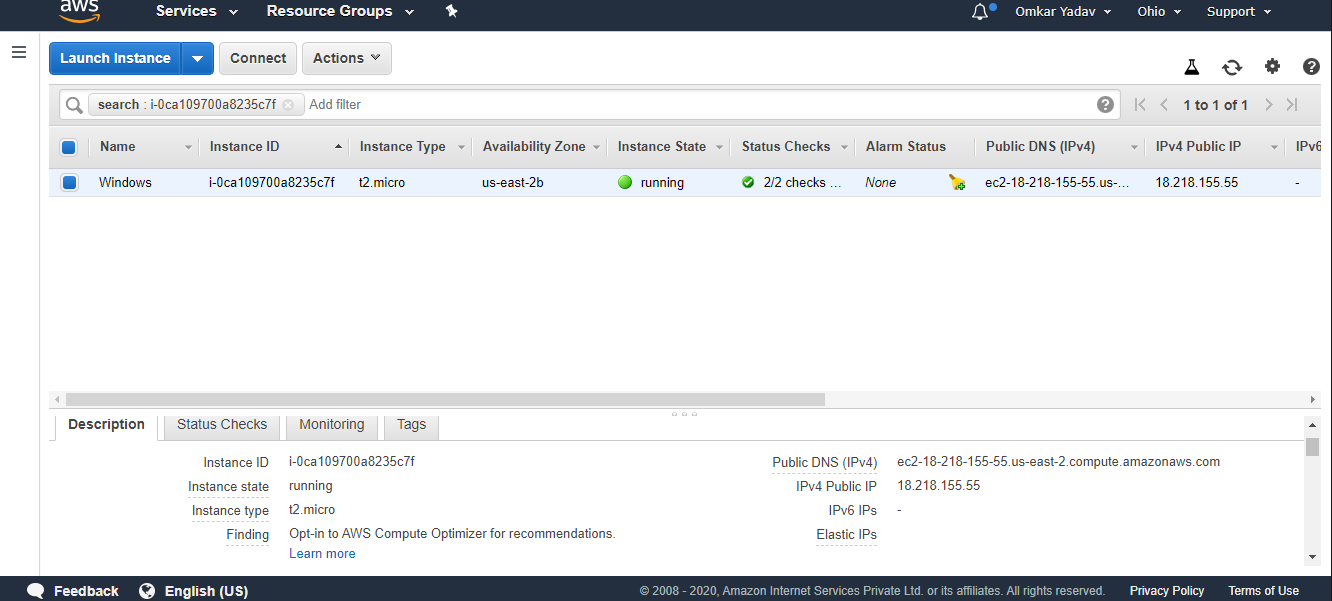 aws Services Resource Groups Omkar Yadav Ohio Support
Launch Instance Connect Actions
search : i-0ca109700a8235c7f Add filter 1 to 1 of 1
Name Instance ID Instance Type Availability Zone Instance State Status Checks Alarm Status Public DNS (IPv4) IPv4 Public IP IPv6
Windows i-0ca109700a8235c7f t2.micro us-east-2b running 2/2 checks ... None ec2-18-218-155-55.us-... 18.218.155.55 -
Description Status Checks Monitoring Tags
Instance ID i-0ca109700a8235c7f Public DNS (IPv4) ec2-18-218-155-55.us-east-2.compute.amazonaws.com
Instance state running IPv4 Public IP 18.218.155.55
Instance type t2.micro IPv6 IPs -
Finding Opt-in to AWS Compute Optimizer for recommendations. Elastic IPs
Learn more
Feedback English (US) © 2008 - 2020, Amazon Internet Services Private Ltd. or its affiliates. All rights reserved. Privacy Policy Terms of Use